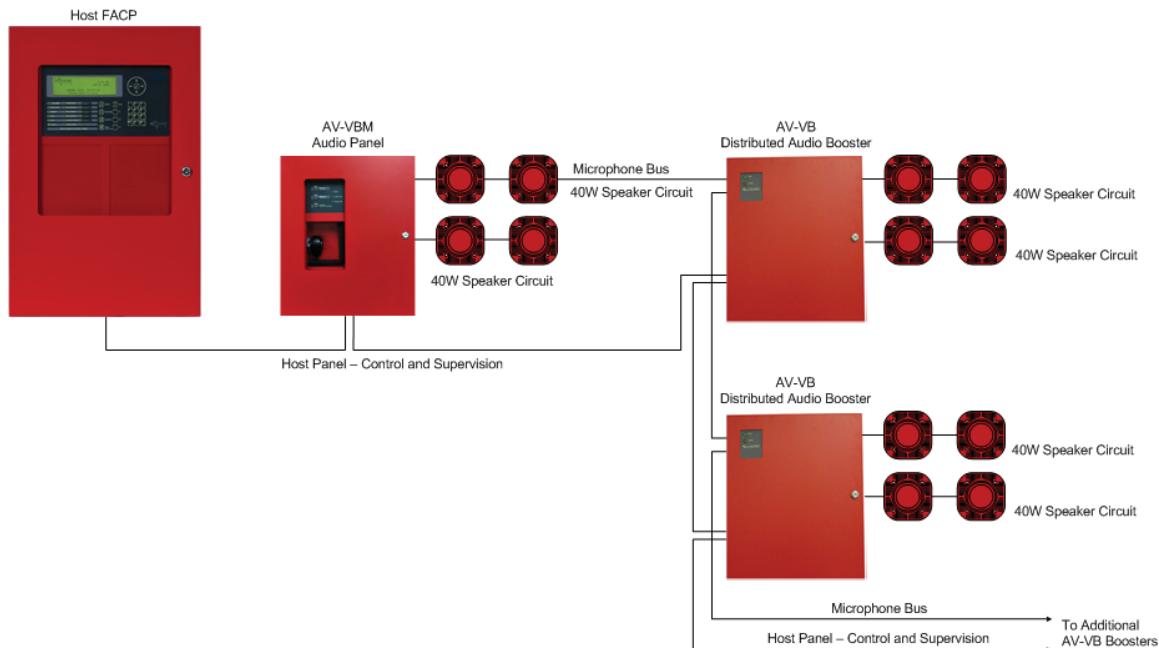 Host FACP
AV-VBM
Audio Panel
AV-VB
Distributed Audio Booster
Microphone Bus
40W Speaker Circuit
40W Speaker Circuit
40W Speaker Circuit
40W Speaker Circuit
Host Panel – Control and Supervision
AV-VB
Distributed Audio Booster
40W Speaker Circuit
40W Speaker Circuit
Microphone Bus
Host Panel – Control and Supervision
To Additional
AV-VB Boosters